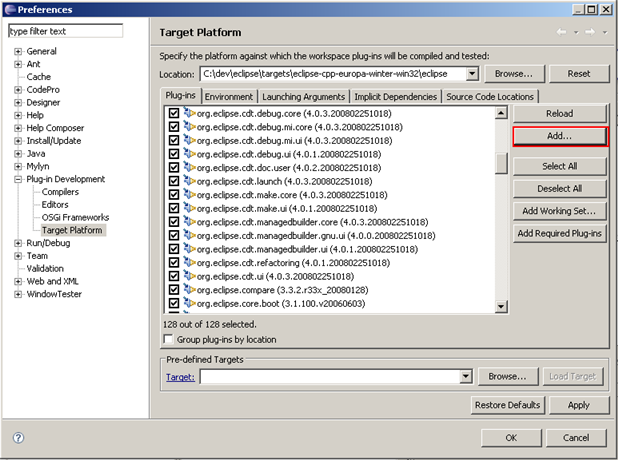 Preferences
type filter text
General
Ant
Cache
CodePro
Designer
Help
Help Composer
Install/Update
Java
Mylyn
Plug-in Development
Compilers
Editors
OSGi Frameworks
Target Platform
Run/Debug
Team
Validation
Web and XML
WindowTester
Target Platform
Specify the platform against which the workspace plug-ins will be compiled and tested:
Location: C:\dev\eclipse\targets\eclipse-cpp-europa-winter-win32\eclipse Browse... Reset
Plug-ins Environment Launching Arguments Implicit Dependencies Source Code Locations
org.eclipse.cdt.debug.core (4.0.3.200802251018)
org.eclipse.cdt.debug.mi.core (4.0.3.200802251018)
org.eclipse.cdt.debug.mi.ui (4.0.3.200802251018)
org.eclipse.cdt.debug.ui (4.0.1.200802251018)
org.eclipse.cdt.doc.user (4.0.2.200802251018)
org.eclipse.cdt.launch (4.0.3.200802251018)
org.eclipse.cdt.make.core (4.0.3.200802251018)
org.eclipse.cdt.make.ui (4.0.1.200802251018)
org.eclipse.cdt.managedbuilder.core (4.0.3.200802251018)
org.eclipse.cdt.managedbuilder.gnu.ui (4.0.0.200802251018)
org.eclipse.cdt.managedbuilder.ui (4.0.1.200802251018)
org.eclipse.cdt.refactoring (4.0.1.200802251018)
org.eclipse.cdt.ui (4.0.3.200802251018)
org.eclipse.compare (3.3.2.r33x_20080128)
org.eclipse.core.boot (3.1.100.v20060603)
Reload
Add...
Select All
Deselect All
Add Working Set...
Add Required Plug-ins
128 out of 128 selected.
Group plug-ins by location
Pre-defined Targets
Target: Browse... Load Target
Restore Defaults Apply
? OK Cancel